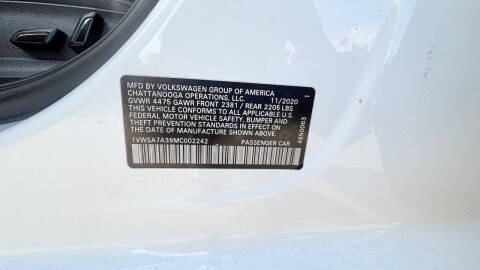 MFD BY VOLKSWAGEN GROUP OF AMERICA
CHATTANOOGA OPERATIONS, LLC. 11/2020 1
GVWR 4475 GAWR FRONT 2381 / REAR 2205 LBS
THIS VEHICLE CONFORMS TO ALL APPLICABLE U.S.
FEDERAL MOTOR VEHICLE SAFETY, BUMPER AND
THEFT PREVENTION STANDARDS IN EFFECT ON
THE DATE OF MANUFACTURE SHOWN ABOVE.
1VWSA7A39MC002242 PASSENGER CAR
4850063